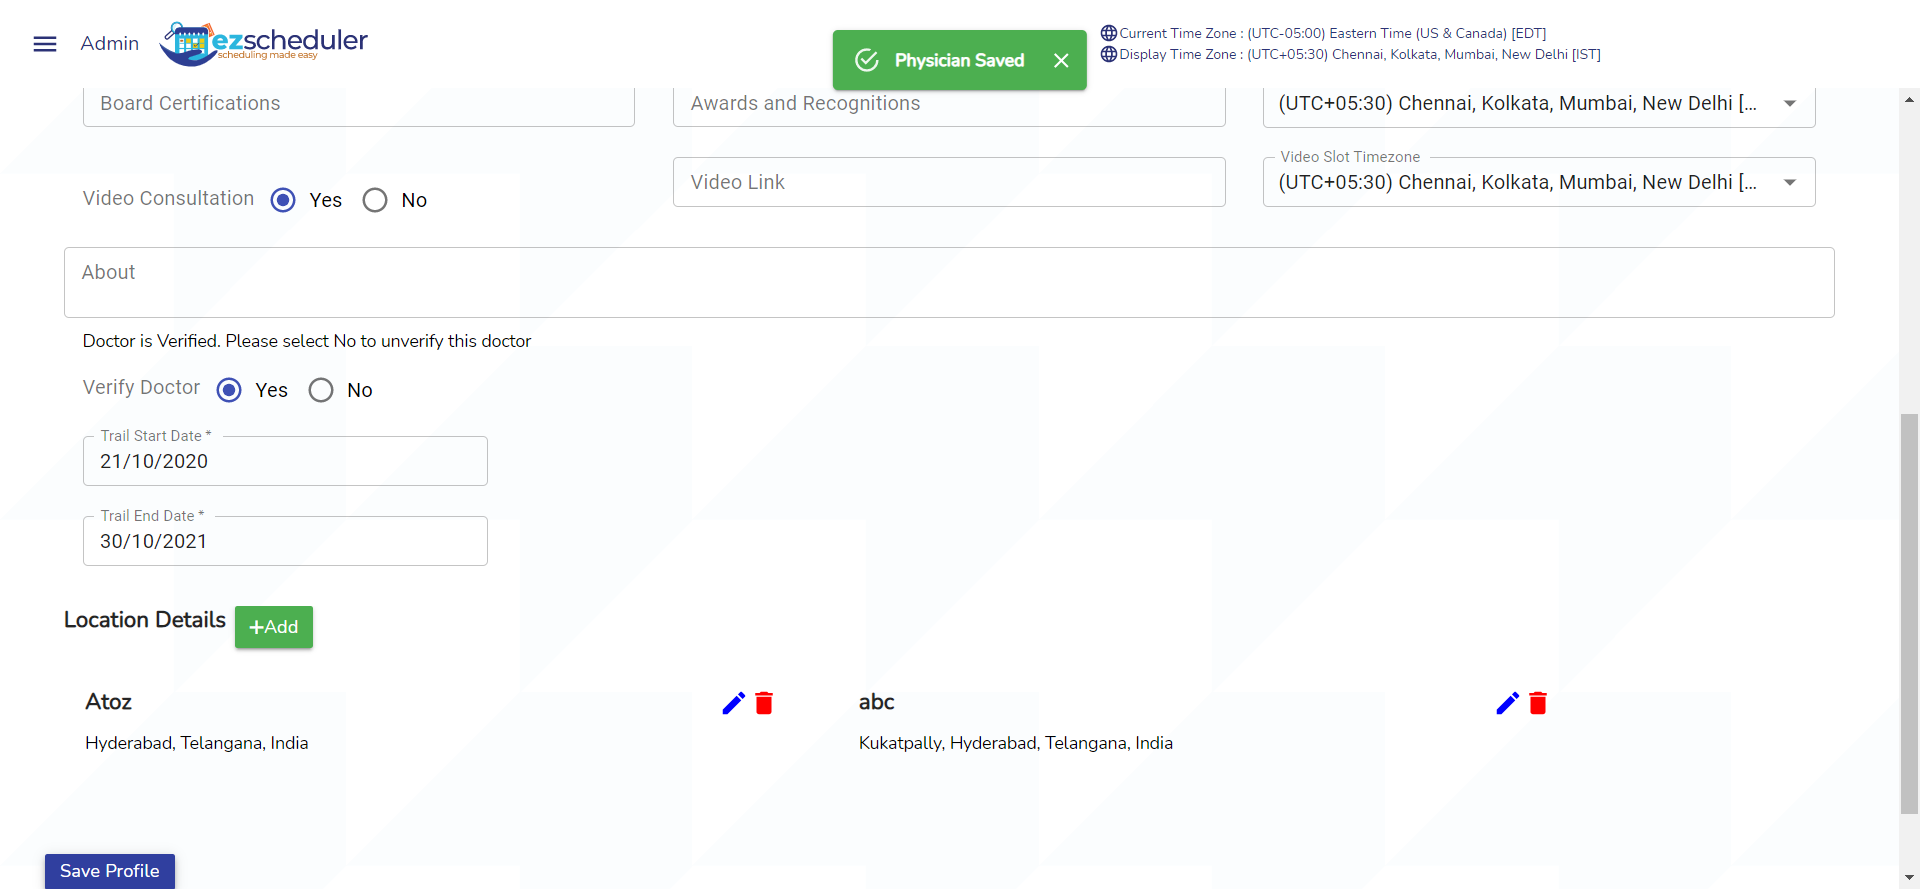 Admin
ezscheduler
scheduling made easy
Physician Saved
Current Time Zone : (UTC-05:00) Eastern Time (US & Canada) [EDT]
Display Time Zone : (UTC+05:30) Chennai, Kolkata, Mumbai, New Delhi [IST]
Board Certifications
Awards and Recognitions
(UTC+05:30) Chennai, Kolkata, Mumbai, New Delhi [...
Video Consultation Yes No
Video Link
Video Slot Timezone
(UTC+05:30) Chennai, Kolkata, Mumbai, New Delhi [...
About
Doctor is Verified. Please select No to unverify this doctor
Verify Doctor Yes No
Trail Start Date *
21/10/2020
Trail End Date *
30/10/2021
Location Details
+Add
Atoz
Hyderabad, Telangana, India
abc
Kukatpally, Hyderabad, Telangana, India
Save Profile